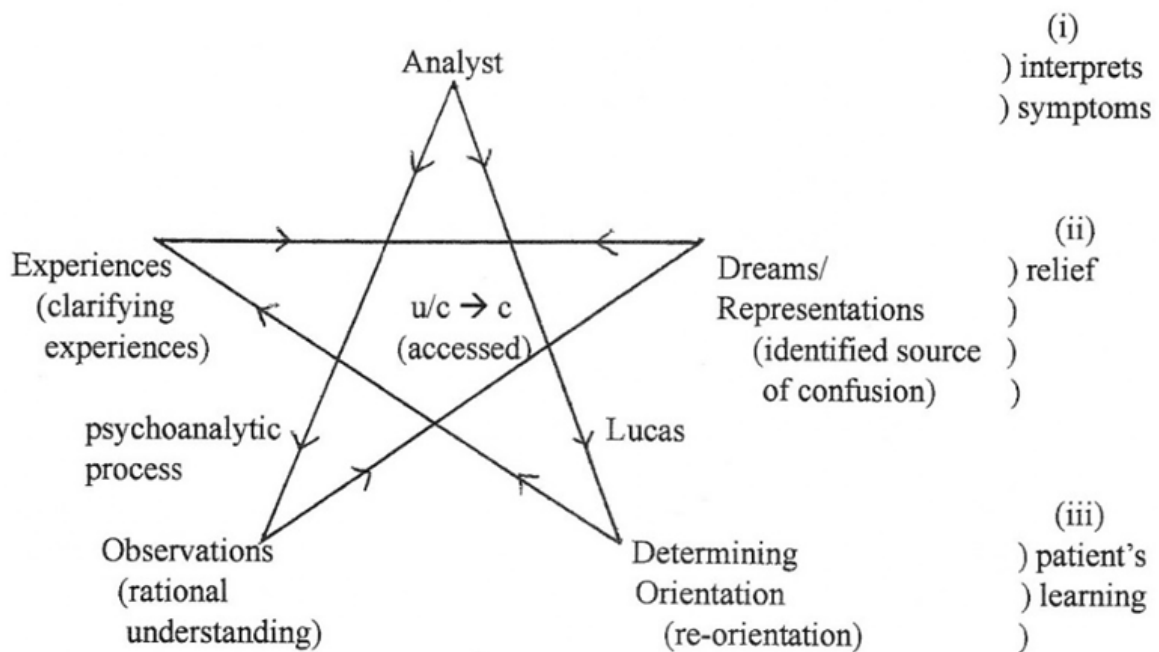 (i)
Analyst
) interprets
) symptoms
(ii)
Experiences
(clarifying
experiences)
u/c → c
(accessed)
Dreams/
Representations
(identified source
of confusion)
) relief
)
)
)
psychoanalytic
process
Lucas
(iii)
Observations
(rational
understanding)
Determining
Orientation
(re-orientation)
) patient's
) learning
)